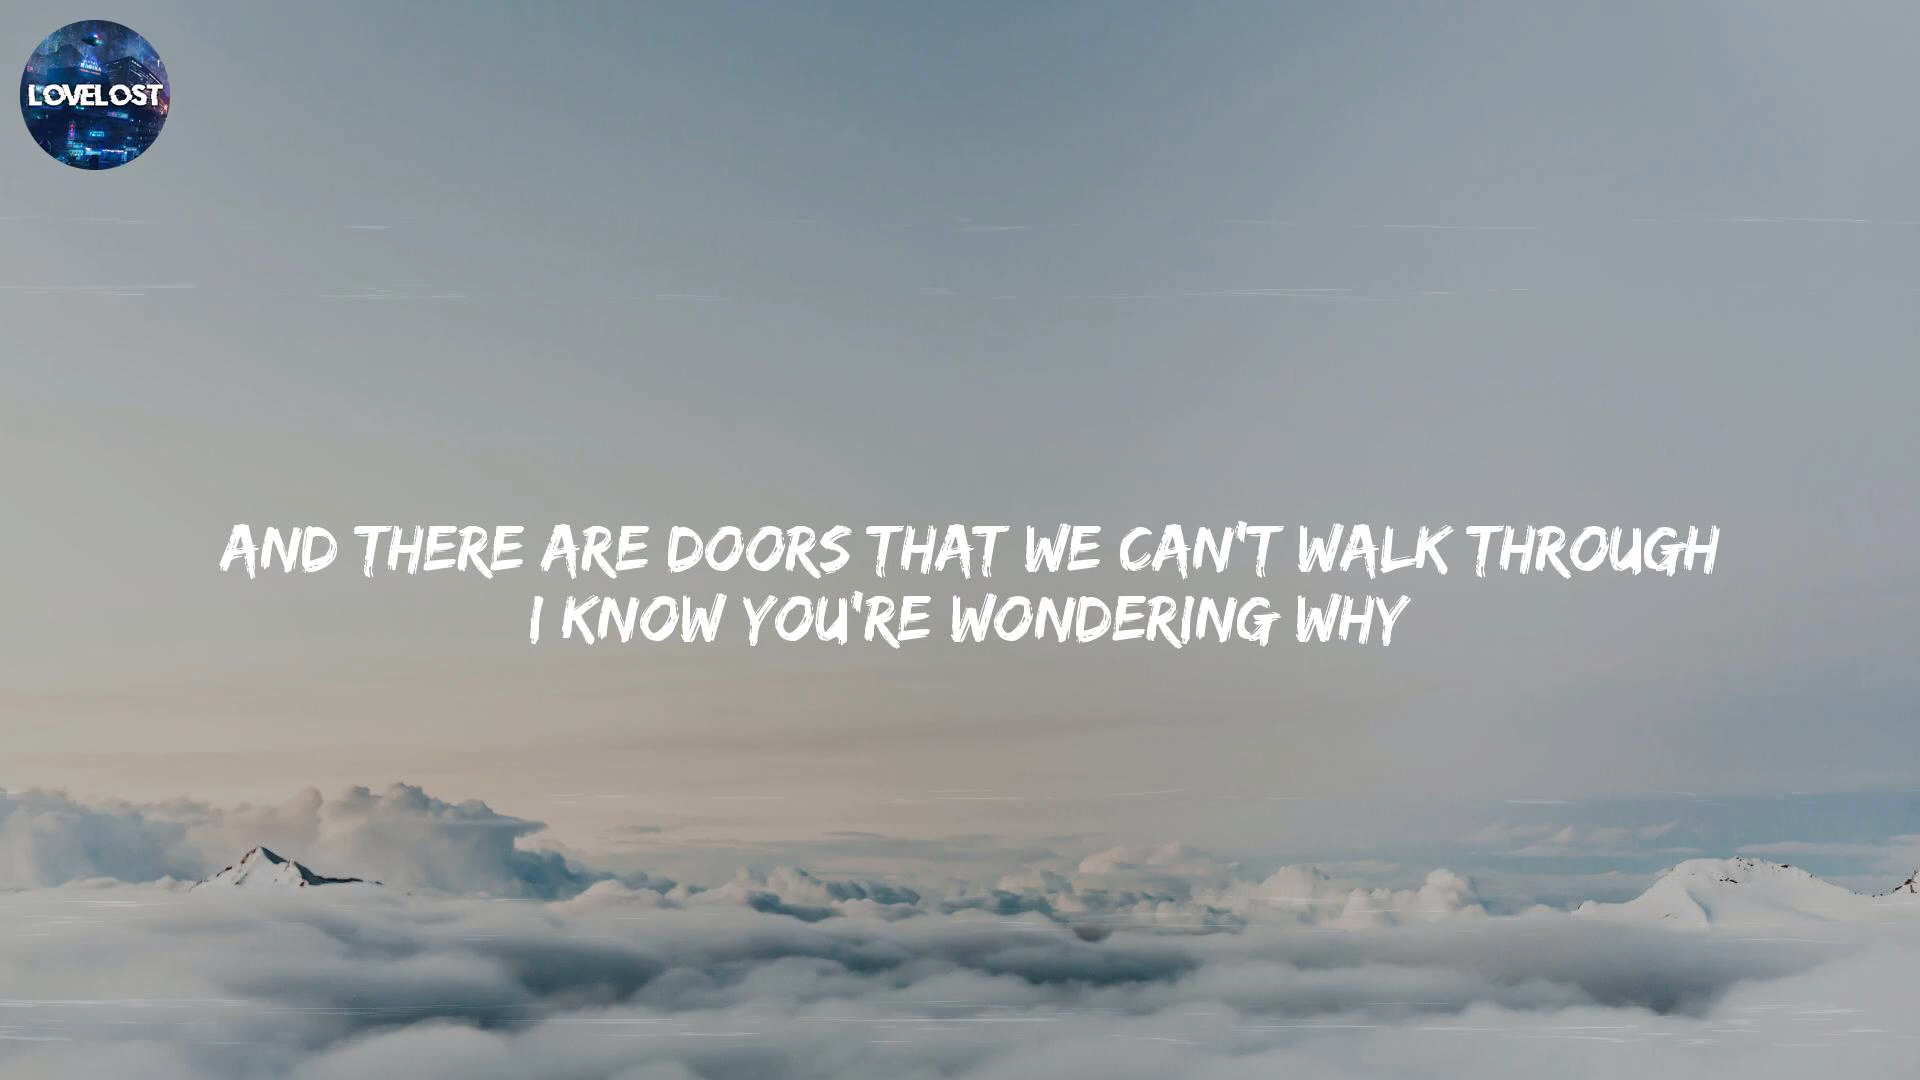 LOVELOST
AND THERE ARE DOORS THAT WE CAN'T WALK THROUGH
I KNOW YOU'RE WONDERING WHY